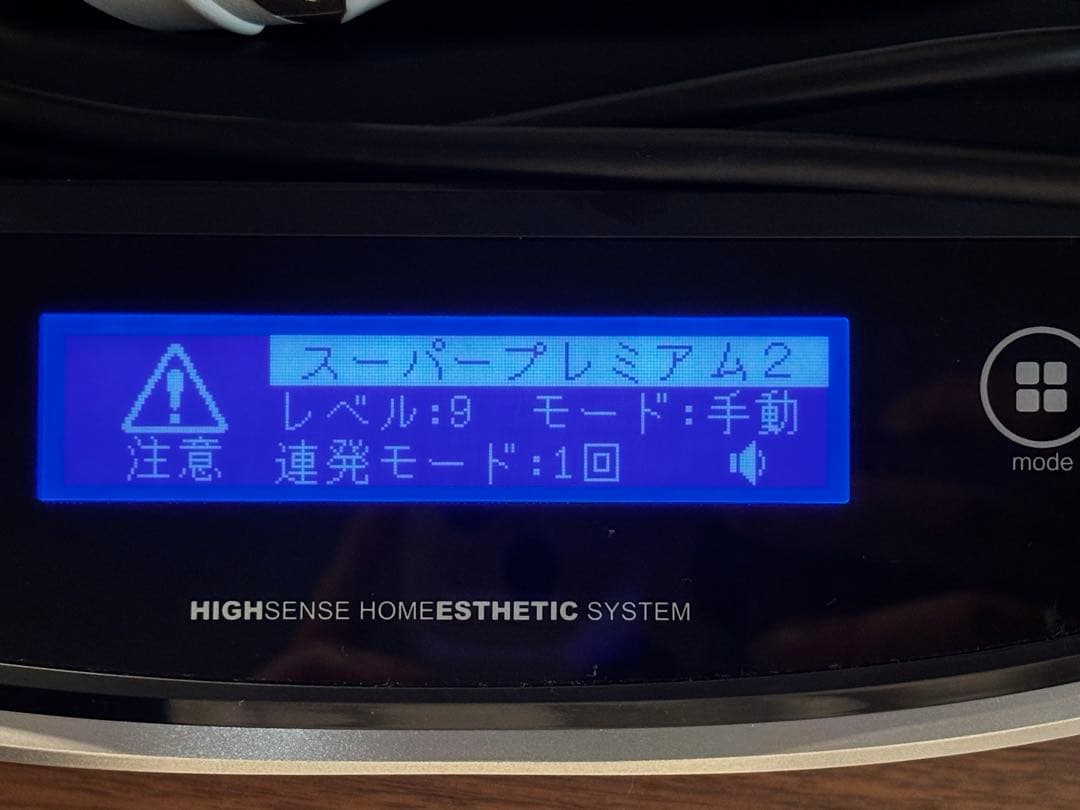 スーパープレミアム2
レベル:9 モード:手動
注意 連発モード:1回
mode
HIGHSENSE HOMEESTHETIC SYSTEM